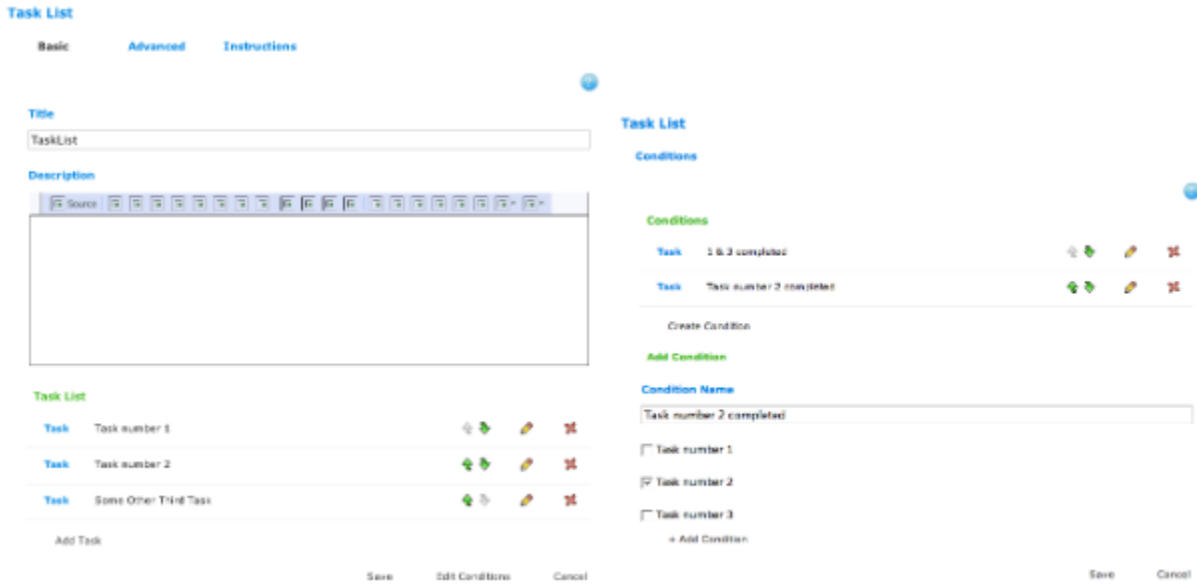 Task List
Basic Advanced Instructions
Title
TaskList
Description
Source
Task List
Task Task number 1
Task Task number 2
Task Some Other Third Task
Add Task
Save Edit Conditions Cancel
Task List
Conditions
Conditions
Task 1 & 3 completed
Task Task number 2 completed
Create Condition
Add Condition
Condition Name
Task number 2 completed
Task number 1
Task number 2
Task number 3
+ Add Condition
Save Cancel